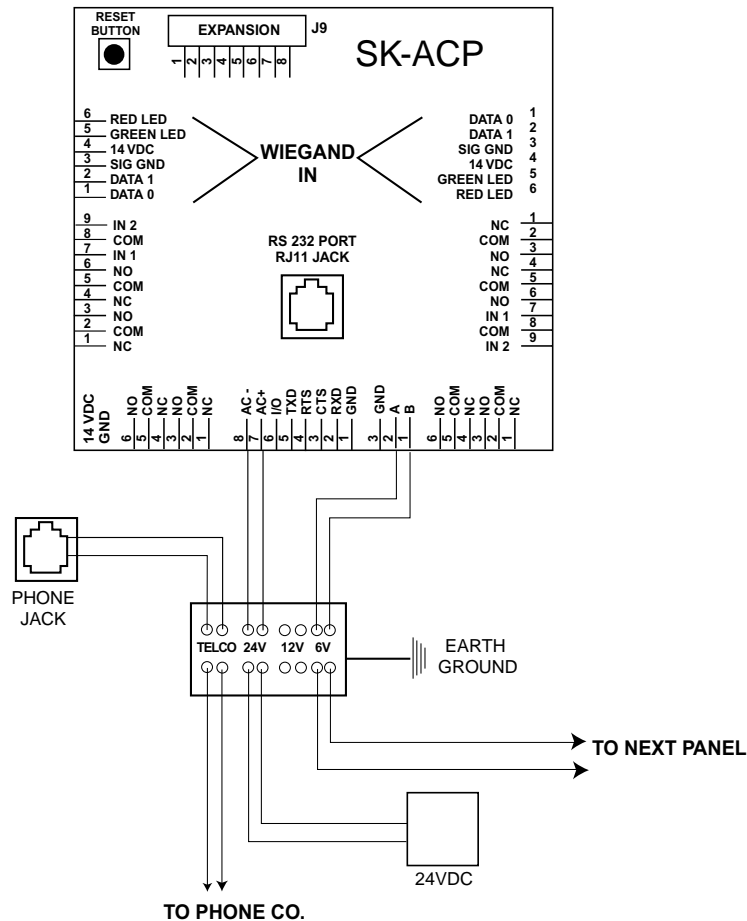 RESET
BUTTON
EXPANSION
J9
SK-ACP
1 2 3 4 5 6 7 8
6 RED LED
5 GREEN LED
4 14 VDC
3 SIG GND
2 DATA 1
1 DATA 0
WIEGAND
IN
DATA 0 1
DATA 1 2
SIG GND 3
14 VDC 4
GREEN LED 5
RED LED 6
9 IN 2
8 COM
7 IN 1
6 NO
5 COM
4 NC
3 NO
2 COM
1 NC
RS 232 PORT
RJ11 JACK
NC 1
COM 2
NO 3
NC 4
COM 5
NO 6
IN 1 7
COM 8
IN 2 9
14 VDC
GND
6 NO
5 COM
4 NC
3 NO
2 COM
1 NC
8 AC -
7 AC+
6 I/O
5 TXD
4 RTS
3 CTS
2 RXD
1 GND
3 GND
2 A
1 B
6 NO
5 COM
4 NC
3 NO
2 COM
1 NC
PHONE
JACK
TELCO 24V 12V 6V
EARTH
GROUND
TO NEXT PANEL
24VDC
TO PHONE CO.